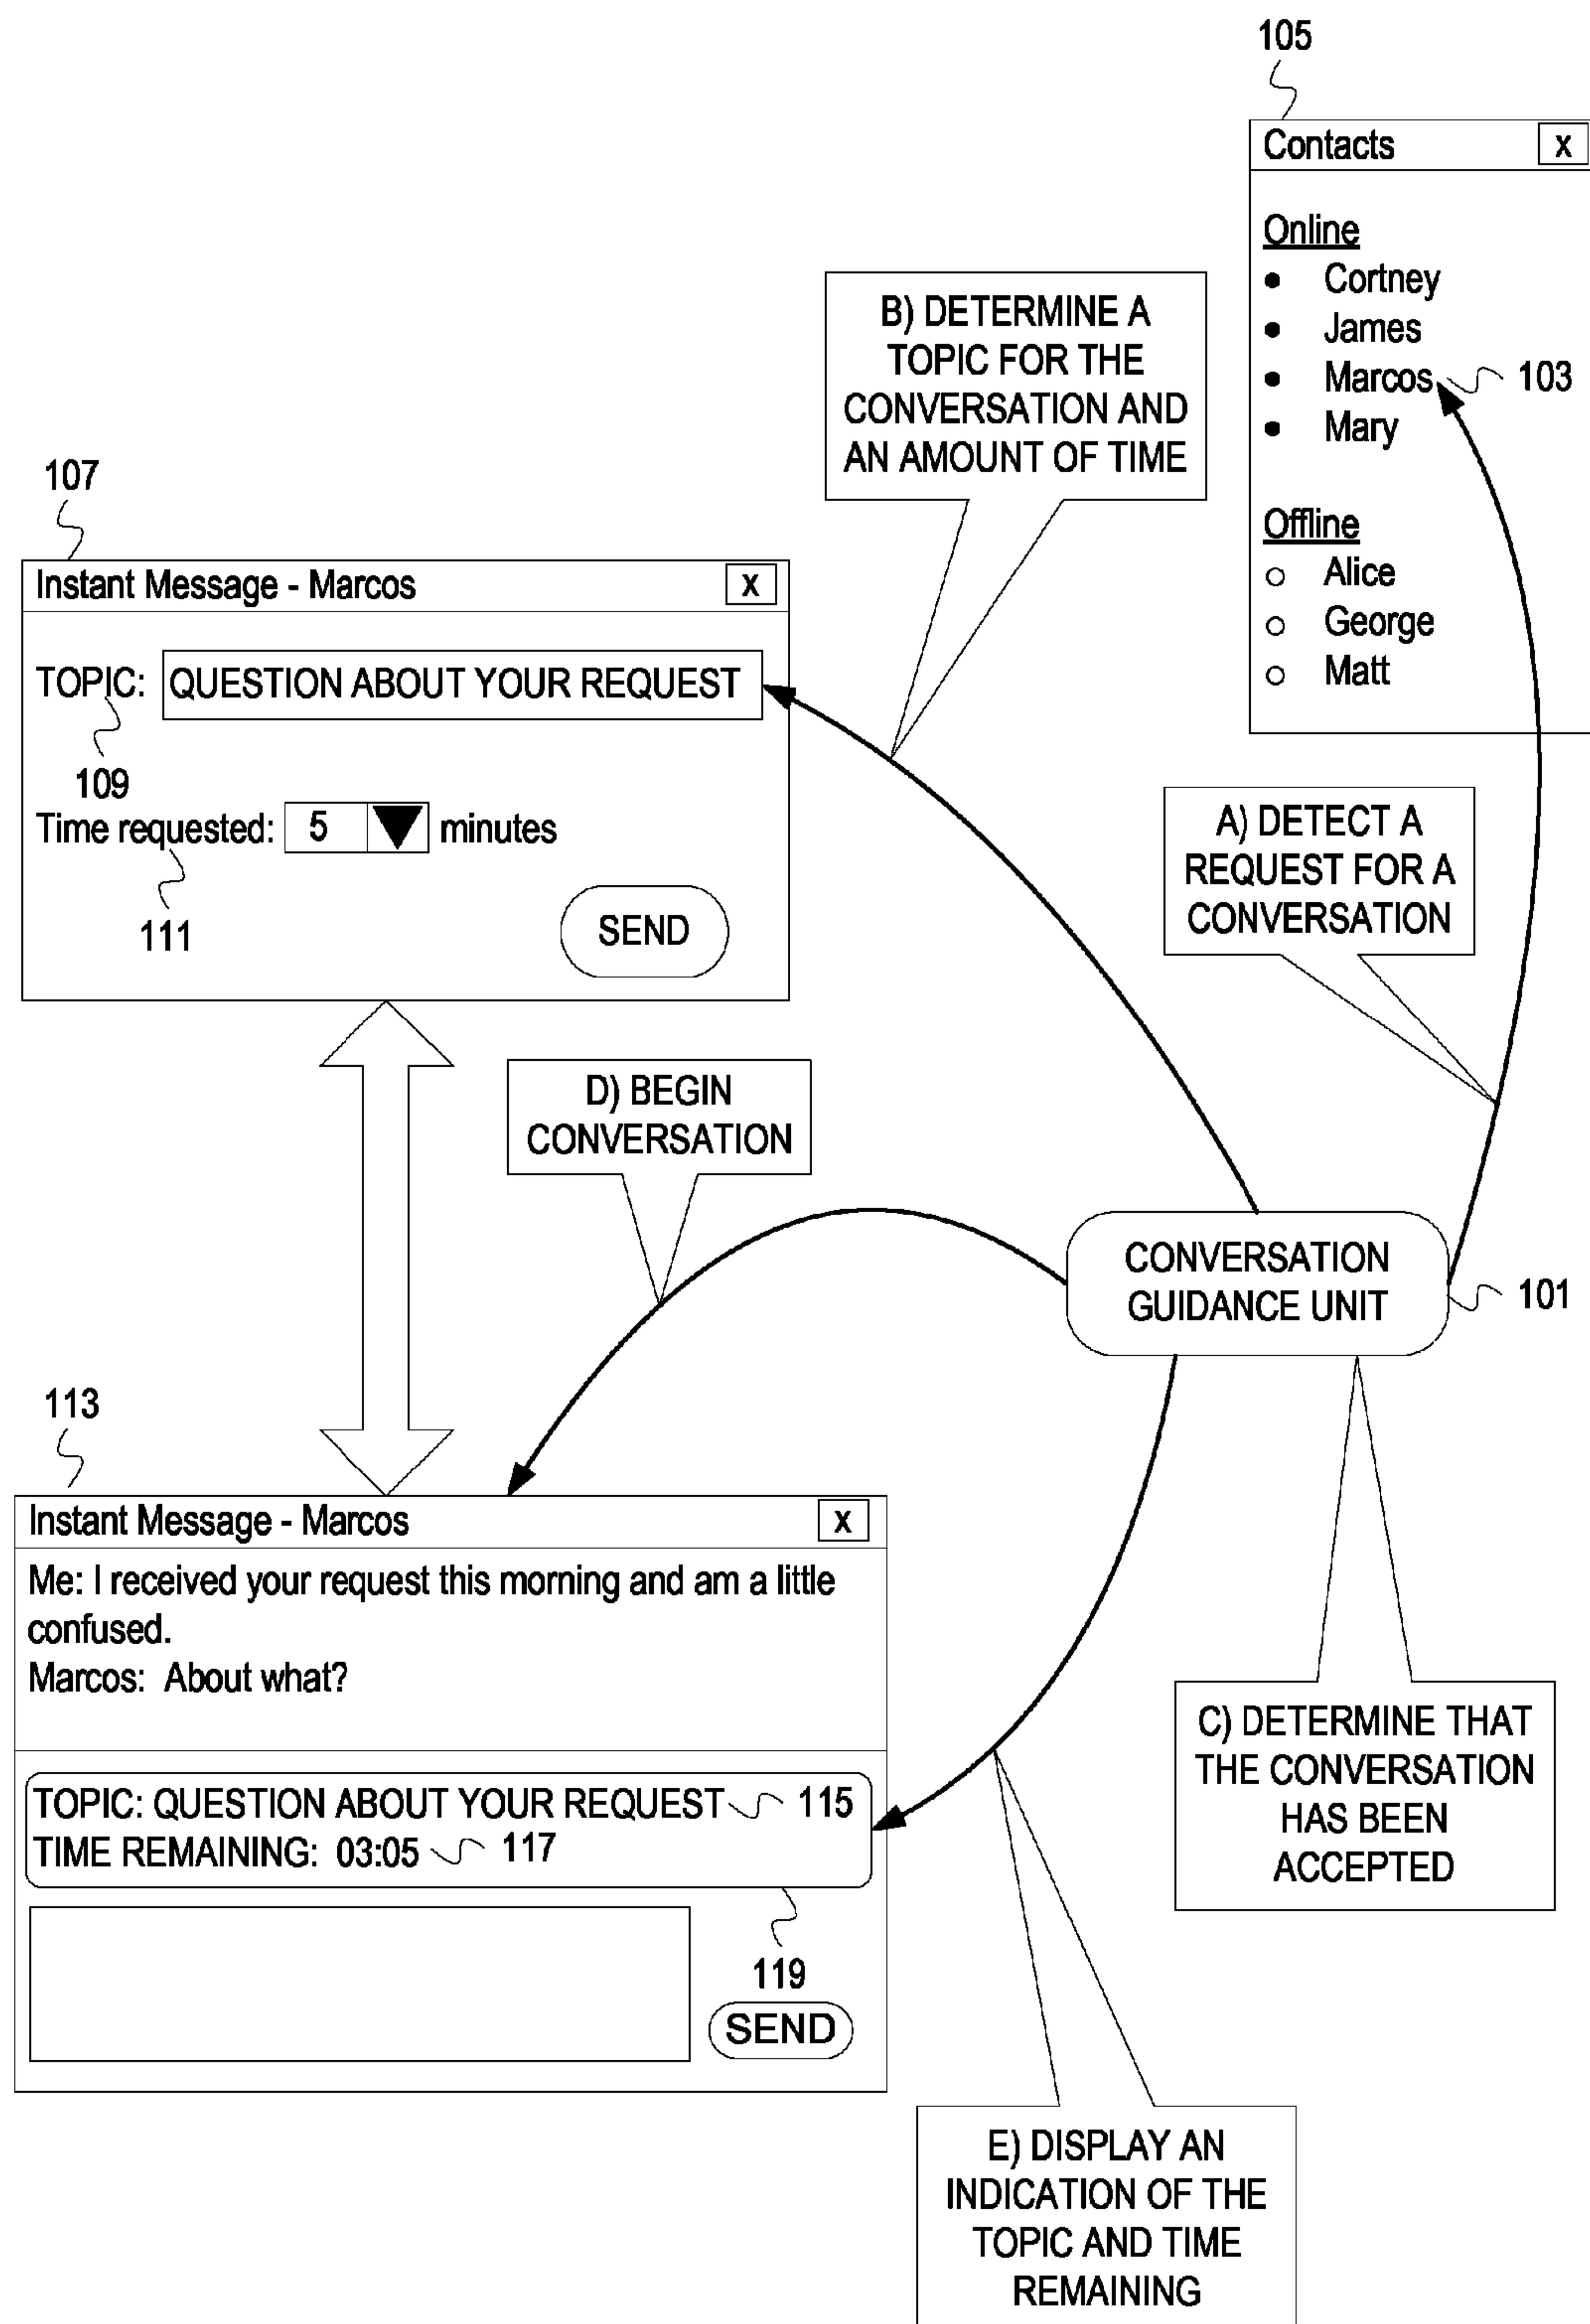 105
Contacts X
Online
• Cortney
• James
• Marcos 103
• Mary
Offline
○ Alice
○ George
○ Matt
B) DETERMINE A
TOPIC FOR THE
CONVERSATION AND
AN AMOUNT OF TIME
107
Instant Message - Marcos X
TOPIC: QUESTION ABOUT YOUR REQUEST
109
Time requested: 5 minutes
111
SEND
A) DETECT A
REQUEST FOR A
CONVERSATION
D) BEGIN
CONVERSATION
CONVERSATION
GUIDANCE UNIT
101
113
Instant Message - Marcos X
Me: I received your request this morning and am a little
confused.
Marcos: About what?
TOPIC: QUESTION ABOUT YOUR REQUEST 115
TIME REMAINING: 03:05 117
119
SEND
C) DETERMINE THAT
THE CONVERSATION
HAS BEEN
ACCEPTED
E) DISPLAY AN
INDICATION OF THE
TOPIC AND TIME
REMAINING